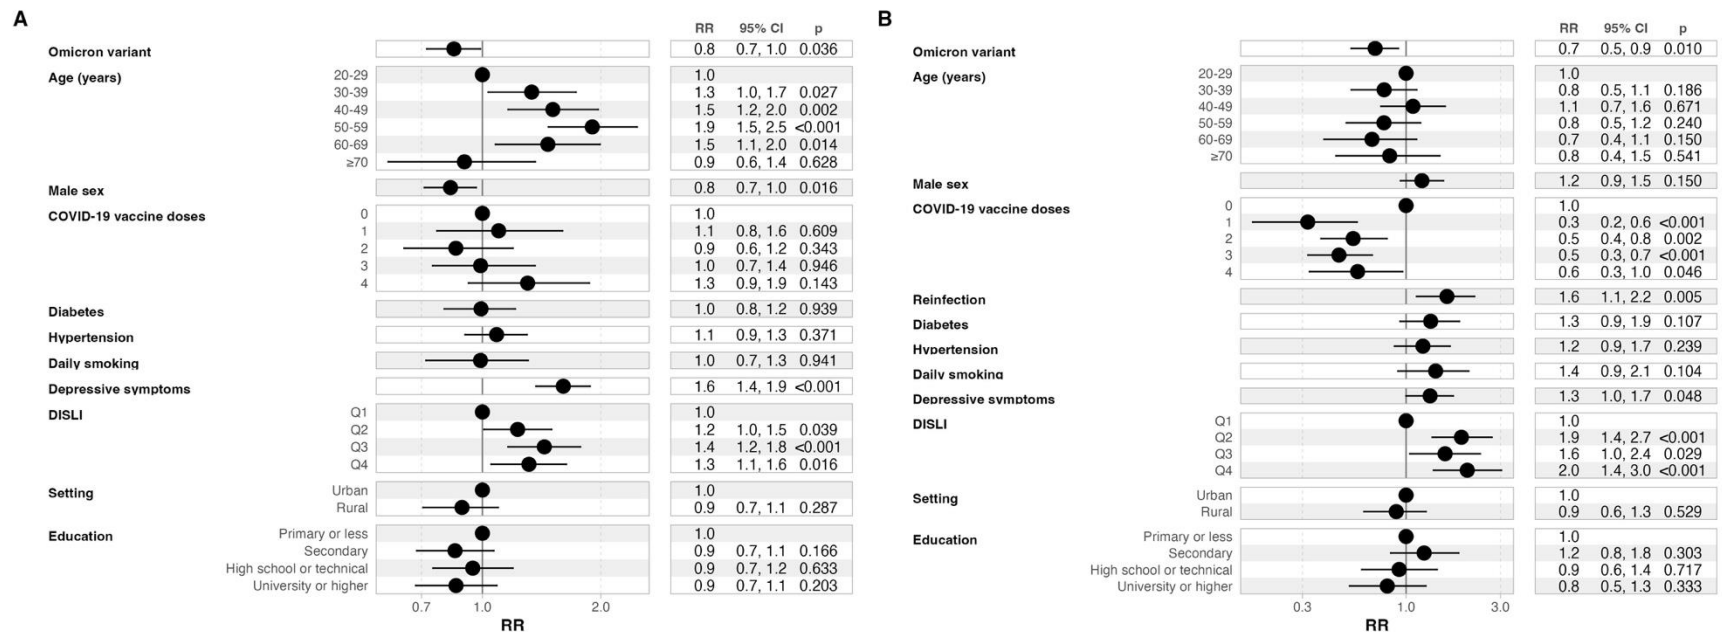 A
RR 95% CI p
Omicron variant 0.8 0.7, 1.0 0.036
Age (years)
20-29 1.0
30-39 1.3 1.0, 1.7 0.027
40-49 1.5 1.2, 2.0 0.002
50-59 1.9 1.5, 2.5 <0.001
60-69 1.5 1.1, 2.0 0.014
≥70 0.9 0.6, 1.4 0.628
Male sex 0.8 0.7, 1.0 0.016
COVID-19 vaccine doses
0 1.0
1 1.1 0.8, 1.6 0.609
2 0.9 0.6, 1.2 0.343
3 1.0 0.7, 1.4 0.946
4 1.3 0.9, 1.9 0.143
Diabetes 1.0 0.8, 1.2 0.939
Hypertension 1.1 0.9, 1.3 0.371
Daily smoking 1.0 0.7, 1.3 0.941
Depressive symptoms 1.6 1.4, 1.9 <0.001
DISLI
Q1 1.0
Q2 1.2 1.0, 1.5 0.039
Q3 1.4 1.2, 1.8 <0.001
Q4 1.3 1.1, 1.6 0.016
Setting
Urban 1.0
Rural 0.9 0.7, 1.1 0.287
Education
Primary or less 1.0
Secondary 0.9 0.7, 1.1 0.166
High school or technical 0.9 0.7, 1.2 0.633
University or higher 0.9 0.7, 1.1 0.203
0.7 1.0 2.0
RR
B
RR 95% CI p
Omicron variant 0.7 0.5, 0.9 0.010
Age (years)
20-29 1.0
30-39 0.8 0.5, 1.1 0.186
40-49 1.1 0.7, 1.6 0.671
50-59 0.8 0.5, 1.2 0.240
60-69 0.7 0.4, 1.1 0.150
≥70 0.8 0.4, 1.5 0.541
Male sex 1.2 0.9, 1.5 0.150
COVID-19 vaccine doses
0 1.0
1 0.3 0.2, 0.6 <0.001
2 0.5 0.4, 0.8 0.002
3 0.5 0.3, 0.7 <0.001
4 0.6 0.3, 1.0 0.046
Reinfection 1.6 1.1, 2.2 0.005
Diabetes 1.3 0.9, 1.9 0.107
Hypertension 1.2 0.9, 1.7 0.239
Daily smoking 1.4 0.9, 2.1 0.104
Depressive symptoms 1.3 1.0, 1.7 0.048
DISLI
Q1 1.0
Q2 1.9 1.4, 2.7 <0.001
Q3 1.6 1.0, 2.4 0.029
Q4 2.0 1.4, 3.0 <0.001
Setting
Urban 1.0
Rural 0.9 0.6, 1.3 0.529
Education
Primary or less 1.0
Secondary 1.2 0.8, 1.8 0.303
High school or technical 0.9 0.6, 1.4 0.717
University or higher 0.8 0.5, 1.3 0.333
0.3 1.0 3.0
RR